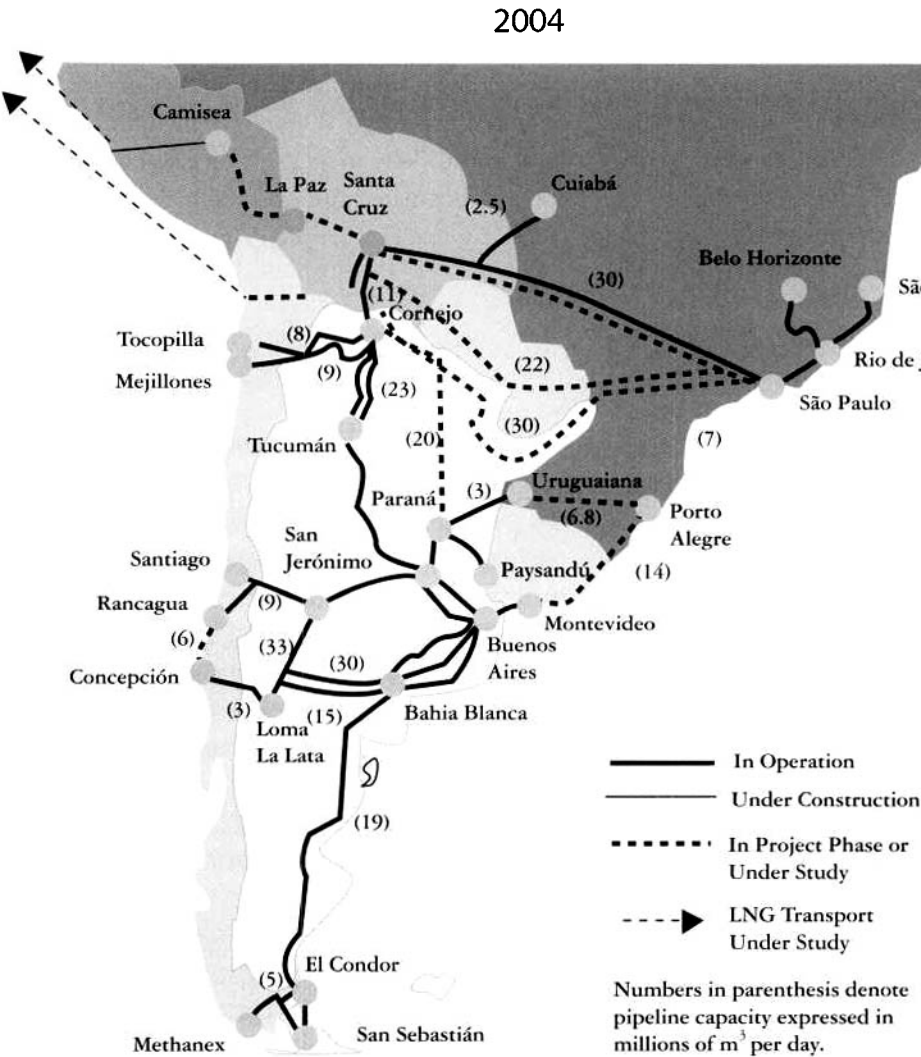 2004
Camisea
La Paz
Santa
Cruz
Cuiabá
(2.5)
Belo Horizonte
(30)
Sã
(11)
Cornejo
Tocopilla
(8)
Mejillones
(9)
(22)
Rio de J
(23)
São Paulo
(30)
(7)
Tucumán
(20)
Paraná
(3)
Uruguaiana
(6.8)
Porto
Alegre
San
Jerónimo
Santiago
Paysandú
(14)
(9)
Rancagua
Montevideo
(6)
(33)
Buenos
Aires
Concepción
(30)
(3)
(15)
Bahia Blanca
Loma
La Lata
In Operation
Under Construction
(19)
In Project Phase or
Under Study
LNG Transport
Under Study
El Condor
(5)
Numbers in parenthesis denote
pipeline capacity expressed in
millions of m³ per day.
Methanex
San Sebastián